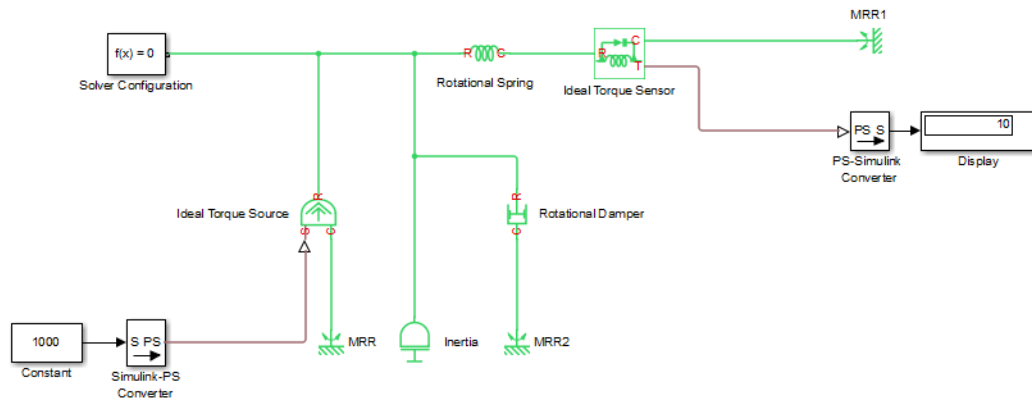 MRR1
f(x) = 0
R C
R C
T
Solver Configuration
Rotational Spring
Ideal Torque Sensor
10
PS S
PS-Simulink
Converter
Display
R
R
Ideal Torque Source
Rotational Damper
S C
C
1000
S PS
MRR
Inertia
MRR2
Constant
Simulink-PS
Converter